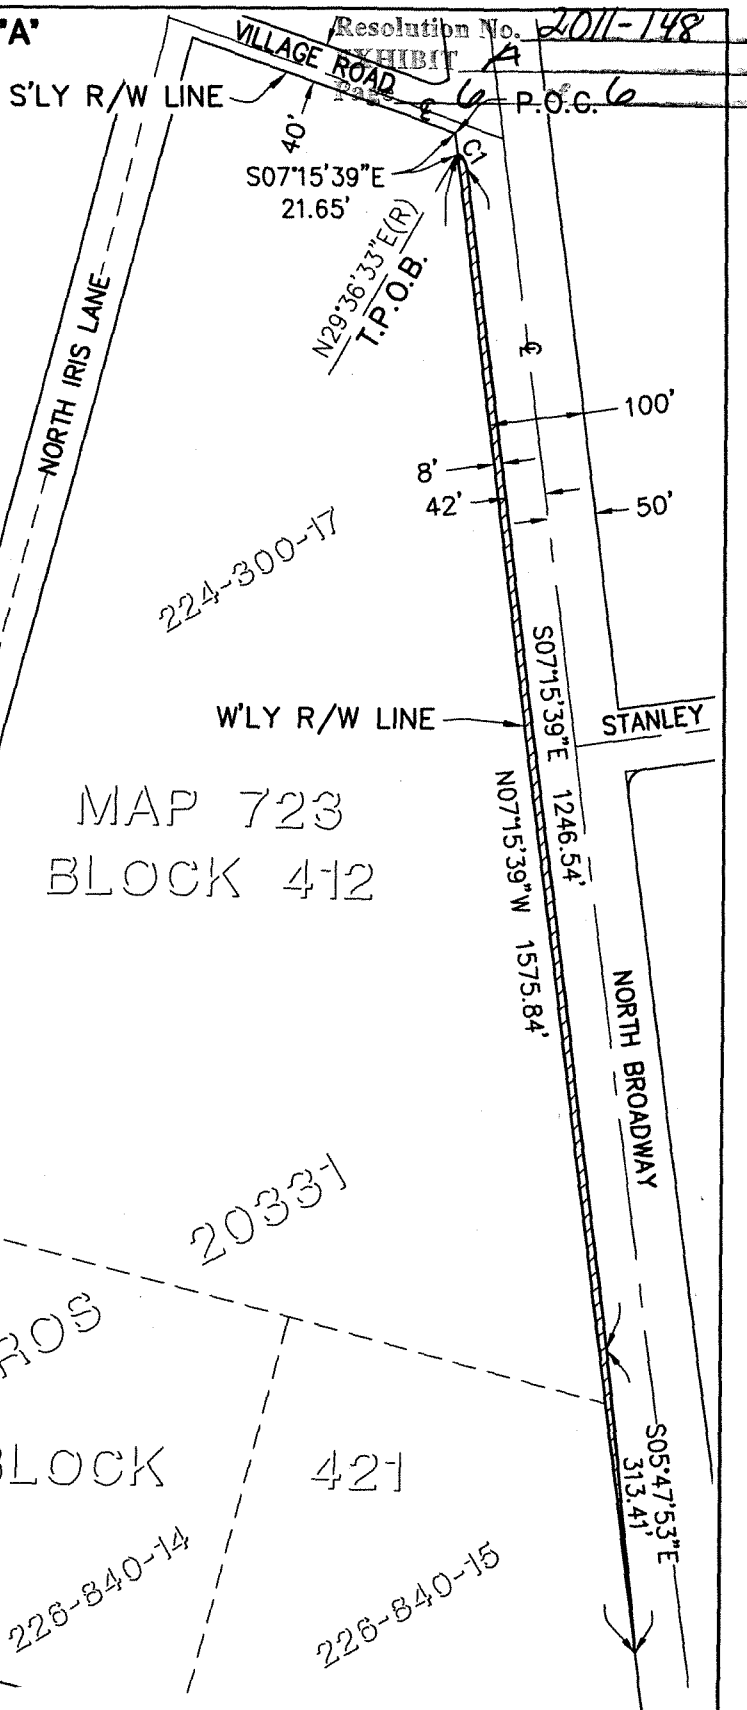 "A"
Resolution No. 2011-148
EXHIBIT A
Page 6 of 6
VILLAGE ROAD
S'LY R/W LINE
℄
P.O.C.
40'
C1
S07°15'39"E
21.65'
N29°36'33"E(R)
T.P.O.B.
NORTH IRIS LANE
℄
100'
8'
42'
50'
224-300-17
S07°15'39"E 1246.54'
W'LY R/W LINE
STANLEY
MAP 723
BLOCK 412
N07°15'39"W 1575.84'
NORTH BROADWAY
20331
ROS
BLOCK 421
S05°47'53"E
313.41'
226-840-14
226-840-15